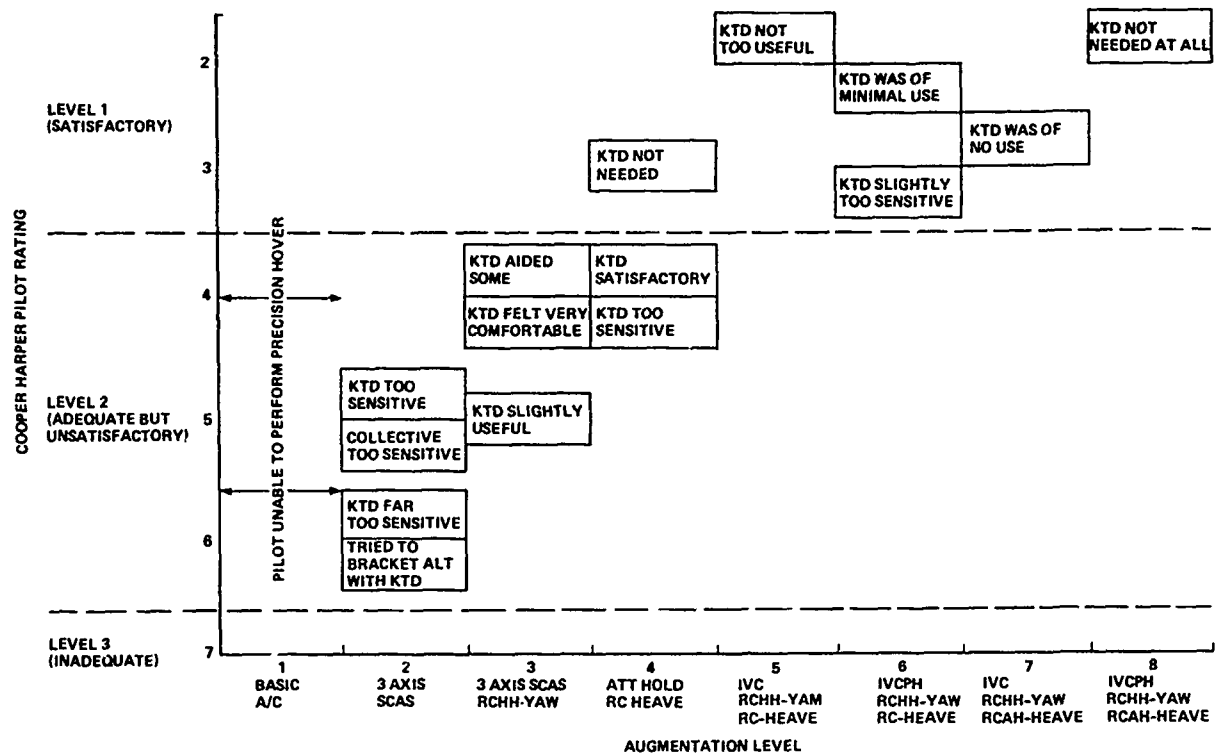 KTD NOT
TOO USEFUL
KTD NOT
NEEDED AT ALL
2
KTD WAS OF
MINIMAL USE
LEVEL 1
(SATISFACTORY)
KTD WAS OF
NO USE
KTD NOT
NEEDED
3
KTD SLIGHTLY
TOO SENSITIVE
COOPER HARPER PILOT RATING
PILOT UNABLE TO PERFORM PRECISION HOVER
KTD AIDED
SOME
KTD
SATISFACTORY
4
KTD FELT VERY
COMFORTABLE
KTD TOO
SENSITIVE
LEVEL 2
(ADEQUATE BUT
UNSATISFACTORY)
KTD TOO
SENSITIVE
5
KTD SLIGHTLY
USEFUL
COLLECTIVE
TOO SENSITIVE
KTD FAR
TOO SENSITIVE
6
TRIED TO
BRACKET ALT
WITH KTD
LEVEL 3
(INADEQUATE)
7
1
BASIC
A/C
2
3 AXIS
SCAS
3
3 AXIS SCAS
RCHH-YAW
4
ATT HOLD
RC HEAVE
5
IVC
RCHH-YAM
RC-HEAVE
6
IVCPH
RCHH-YAW
RC-HEAVE
7
IVC
RCHH-YAW
RCAH-HEAVE
8
IVCPH
RCHH-YAW
RCAH-HEAVE
AUGMENTATION LEVEL